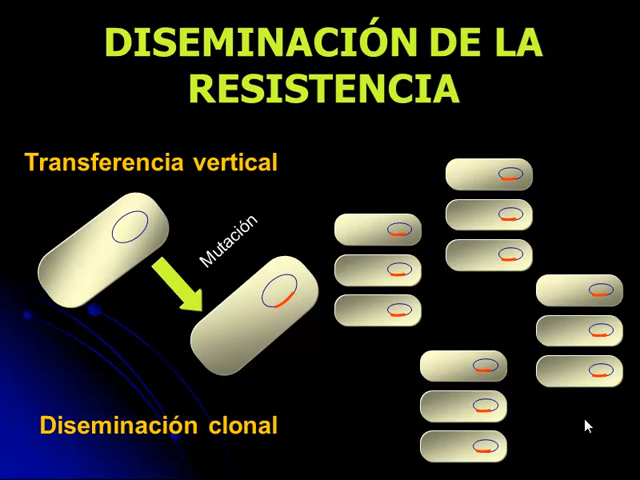 DISEMINACIÓN DE LA
RESISTENCIA
Transferencia vertical
Mutación
Diseminación clonal